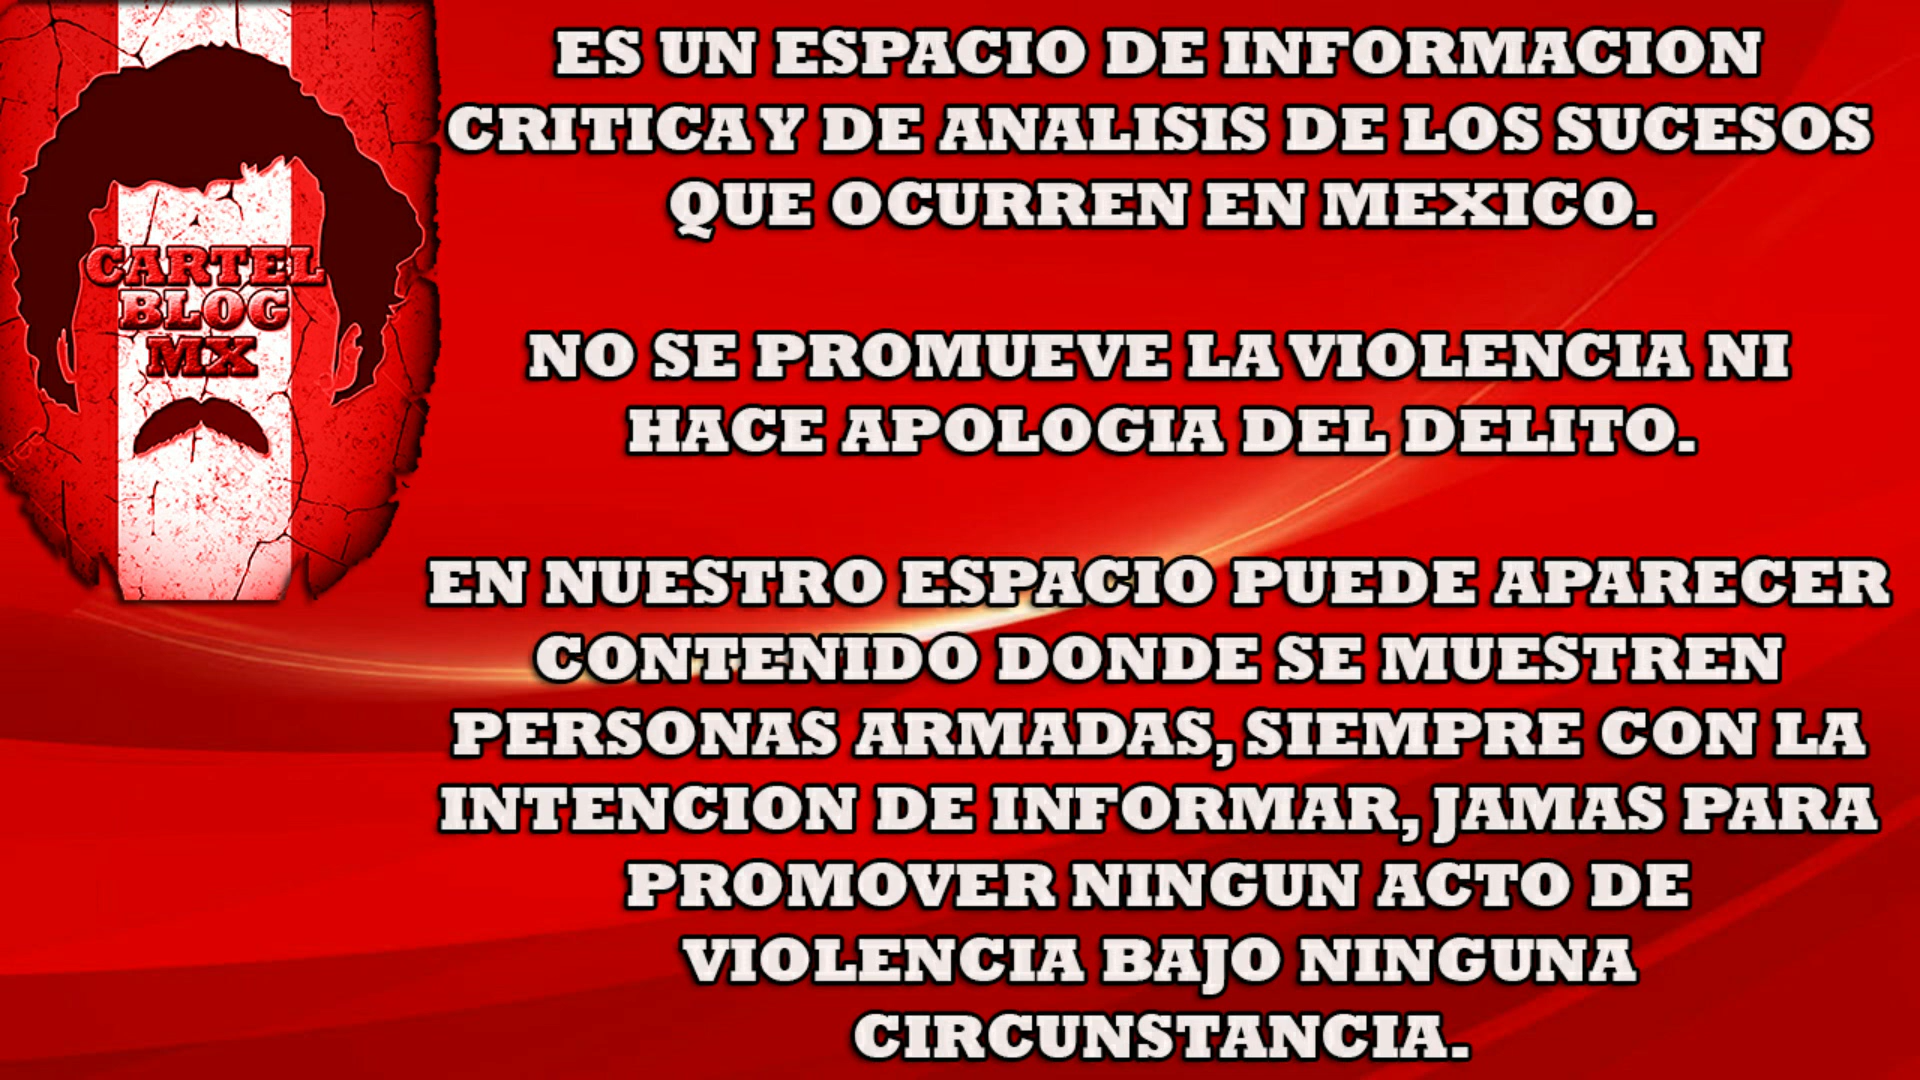 CARTEL
BLOG
MX
ES UN ESPACIO DE INFORMACION
CRITICA Y DE ANALISIS DE LOS SUCESOS
QUE OCURREN EN MEXICO.
NO SE PROMUEVE LA VIOLENCIA NI
HACE APOLOGIA DEL DELITO.
EN NUESTRO ESPACIO PUEDE APARECER
CONTENIDO DONDE SE MUESTREN
PERSONAS ARMADAS, SIEMPRE CON LA
INTENCION DE INFORMAR, JAMAS PARA
PROMOVER NINGUN ACTO DE
VIOLENCIA BAJO NINGUNA
CIRCUNSTANCIA.